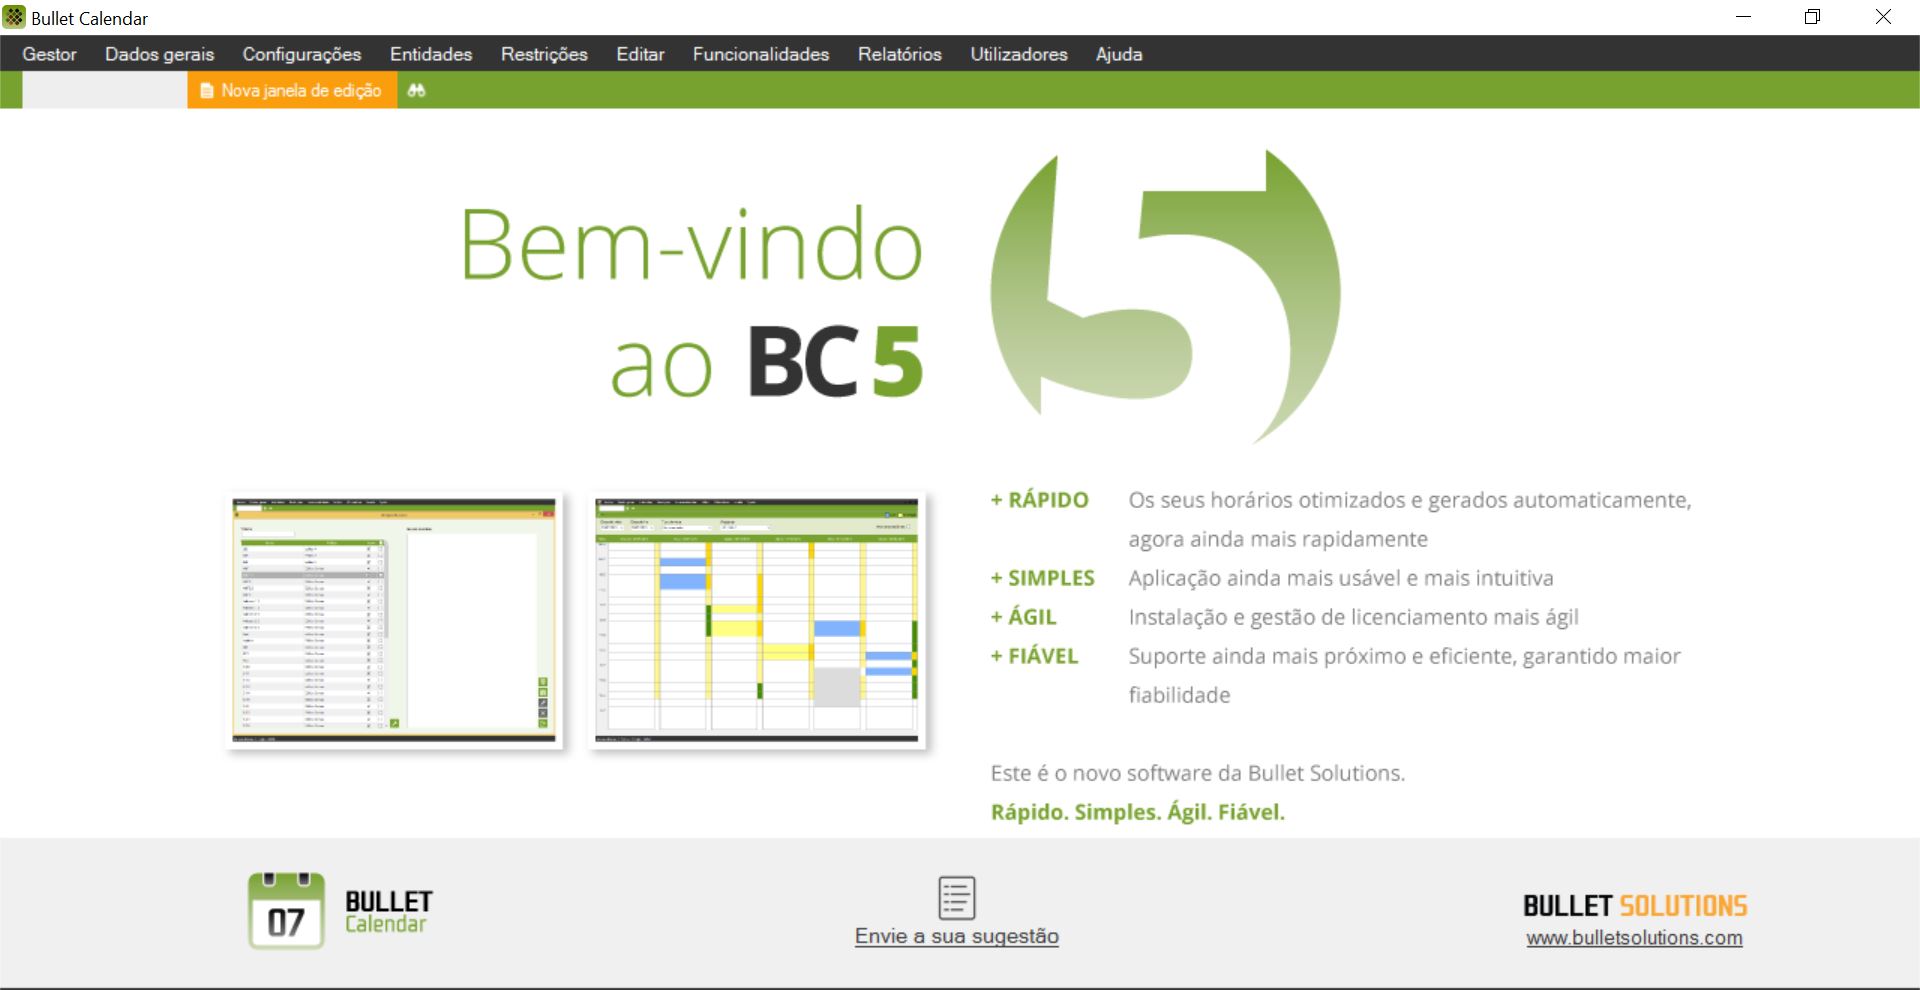 Bullet Calendar
Gestor Dados gerais Configurações Entidades Restrições Editar Funcionalidades Relatórios Utilizadores Ajuda
Nova janela de edição
Bem-vindo
ao BC5
5
+ RÁPIDO Os seus horários otimizados e gerados automaticamente,
agora ainda mais rapidamente
+ SIMPLES Aplicação ainda mais usável e mais intuitiva
+ ÁGIL Instalação e gestão de licenciamento mais ágil
+ FIÁVEL Suporte ainda mais próximo e eficiente, garantido maior
fiabilidade
Este é o novo software da Bullet Solutions.
Rápido. Simples. Ágil. Fiável.
07
BULLET
Calendar
Envie a sua sugestão
BULLET SOLUTIONS
www.bulletsolutions.com